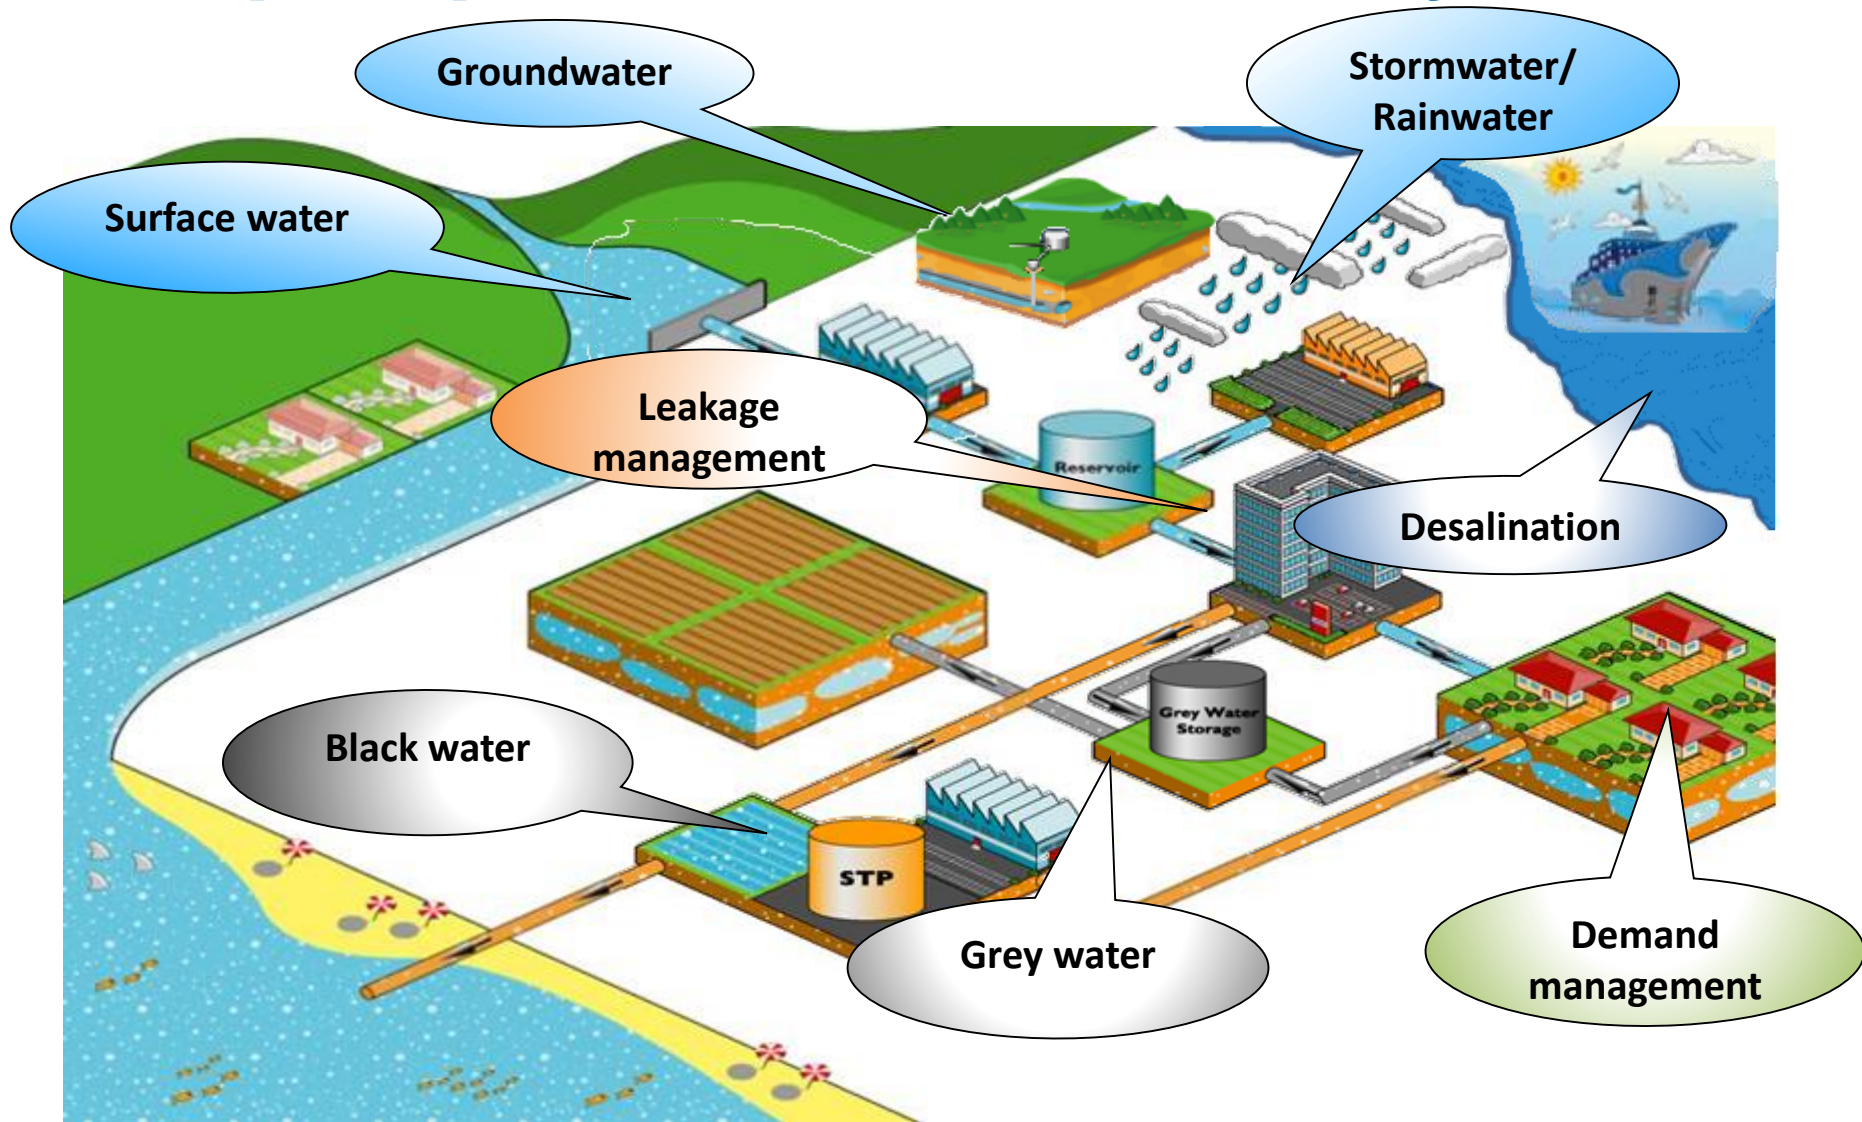 Groundwater
Stormwater/
Rainwater
Surface water
Leakage
management
Reservoir
Desalination
Grey Water
Storage
Black water
STP
Grey water
Demand
management